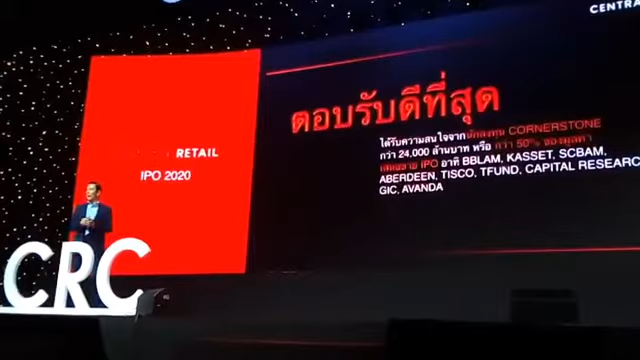 CENTRA
RETAIL
IPO 2020
ตอบรับดีที่สุด
ได้รับความสนใจจากนักลงทุน CORNERSTONE
กว่า 24,000 ล้านบาท หรือ กว่า 50% ของมูลค่า
เสนอขาย IPO อาทิ BBLAM, KASSET, SCBAM,
ABERDEEN, TISCO, TFUND, CAPITAL RESEARC
GIC, AVANDA
CRC